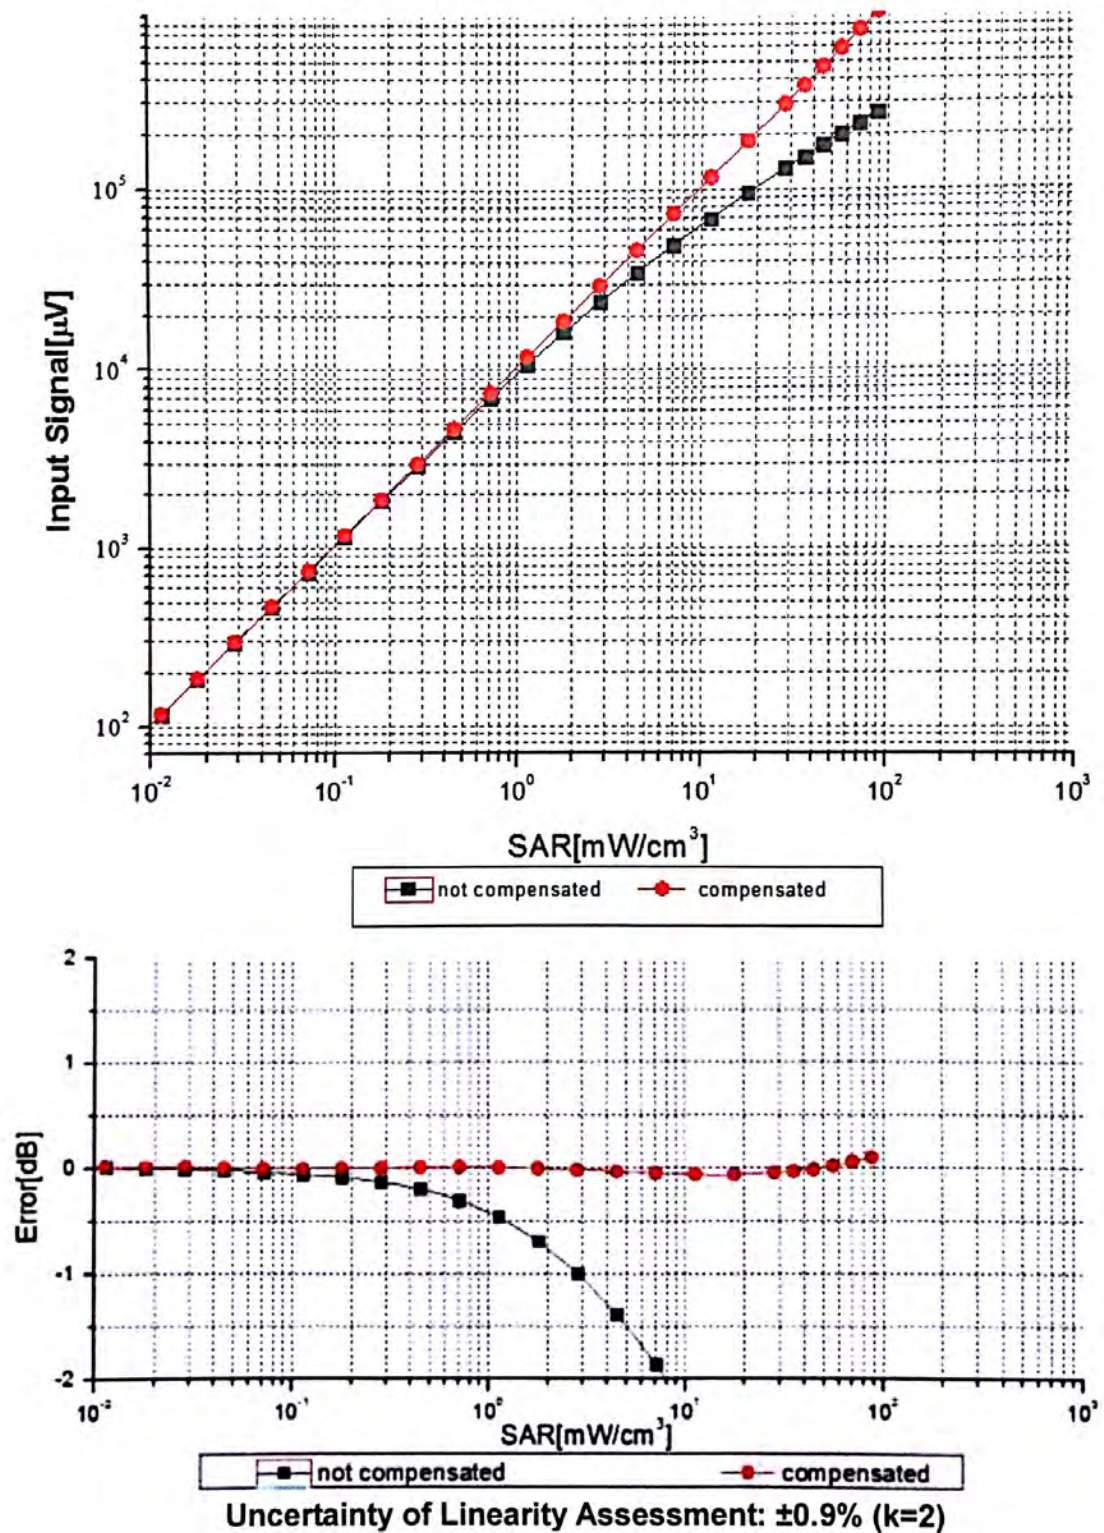 10⁵
10⁴
10³
10²
Input Signal[µV]
10⁻² 10⁻¹ 10⁰ 10¹ 10² 10³
SAR[mW/cm³]
not compensated compensated
2
1
0
-1
-2
Error[dB]
10⁻² 10⁻¹ 10⁰ 10¹ 10² 10³
SAR[mW/cm³]
not compensated compensated
Uncertainty of Linearity Assessment: ±0.9% (k=2)